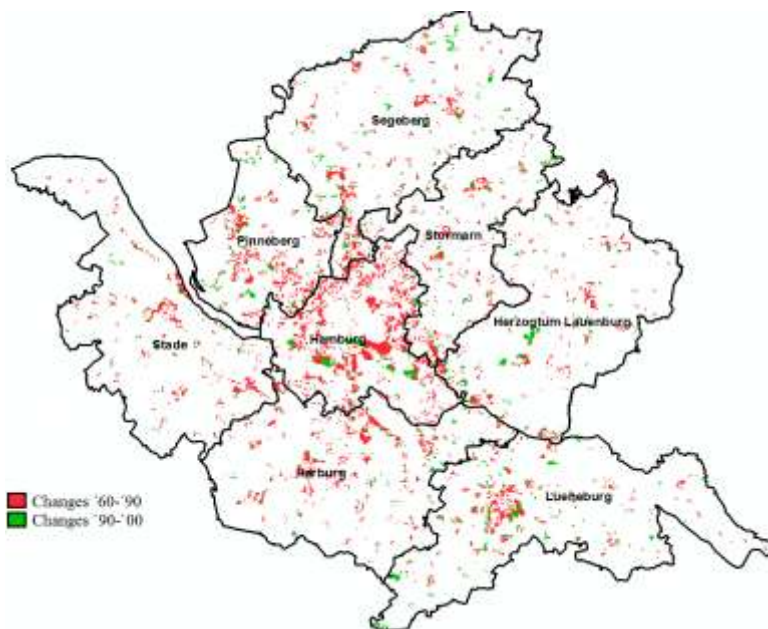 Segeberg
Pinneberg
Stormarn
Herzogtum Lauenburg
Hamburg
Stade
Harburg
Lueneburg
Changes ´60-´90
Changes ´90-´00